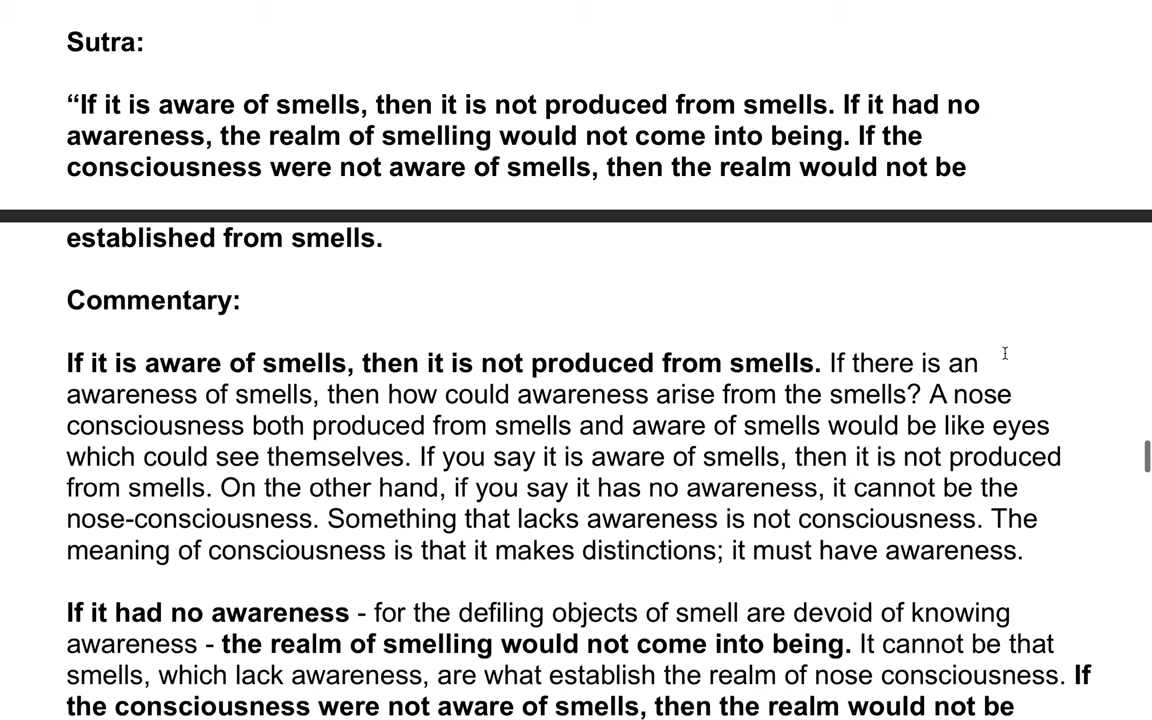 Sutra:
“If it is aware of smells, then it is not produced from smells. If it had no
awareness, the realm of smelling would not come into being. If the
consciousness were not aware of smells, then the realm would not be
established from smells.
Commentary:
If it is aware of smells, then it is not produced from smells. If there is an
awareness of smells, then how could awareness arise from the smells? A nose
consciousness both produced from smells and aware of smells would be like eyes
which could see themselves. If you say it is aware of smells, then it is not produced
from smells. On the other hand, if you say it has no awareness, it cannot be the
nose-consciousness. Something that lacks awareness is not consciousness. The
meaning of consciousness is that it makes distinctions; it must have awareness.
If it had no awareness - for the defiling objects of smell are devoid of knowing
awareness - the realm of smelling would not come into being. It cannot be that
smells, which lack awareness, are what establish the realm of nose consciousness. If
the consciousness were not aware of smells, then the realm would not be